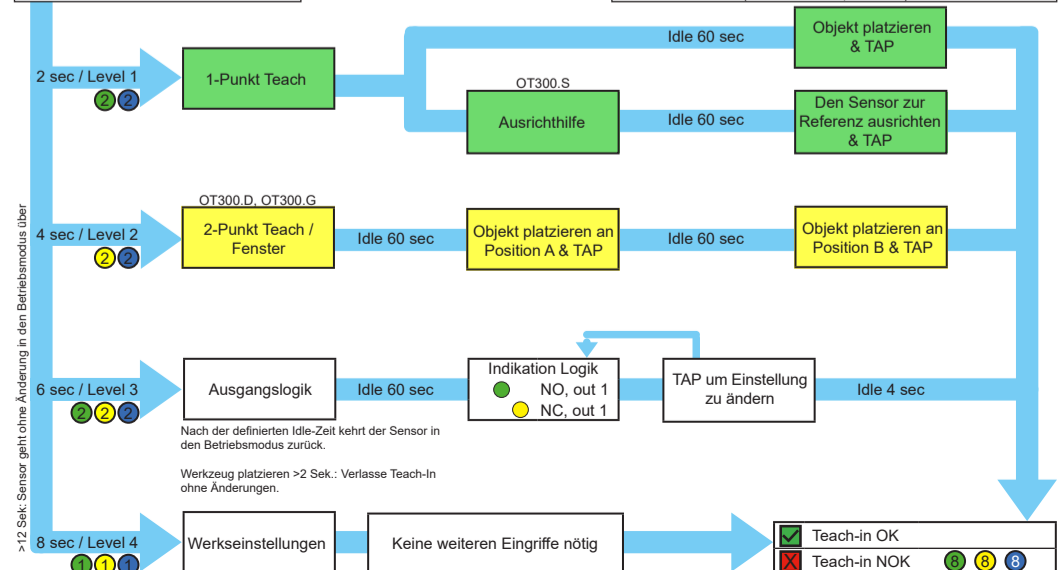 Idle 60 sec
Objekt platzieren
& TAP
2 sec / Level 1
2 2
1-Punkt Teach
OT300.S
Ausrichthilfe
Idle 60 sec
Den Sensor zur
Referenz ausrichten
& TAP
>12 Sek: Sensor geht ohne Änderung in den Betriebsmodus über
OT300.D, OT300.G
4 sec / Level 2
2 2
2-Punkt Teach /
Fenster
Idle 60 sec
Objekt platzieren an
Position A & TAP
Idle 60 sec
Objekt platzieren an
Position B & TAP
6 sec / Level 3
2 2 2
Ausgangslogik
Idle 60 sec
Indikation Logik
NO, out 1
NC, out 1
TAP um Einstellung
zu ändern
Idle 4 sec
Nach der definierten Idle-Zeit kehrt der Sensor in
den Betriebsmodus zurück.
Werkzeug platzieren >2 Sek.: Verlasse Teach-In
ohne Änderungen.
8 sec / Level 4
1 1 1
Werkseinstellungen
Keine weiteren Eingriffe nötig
Teach-in OK
Teach-in NOK 8 8 8